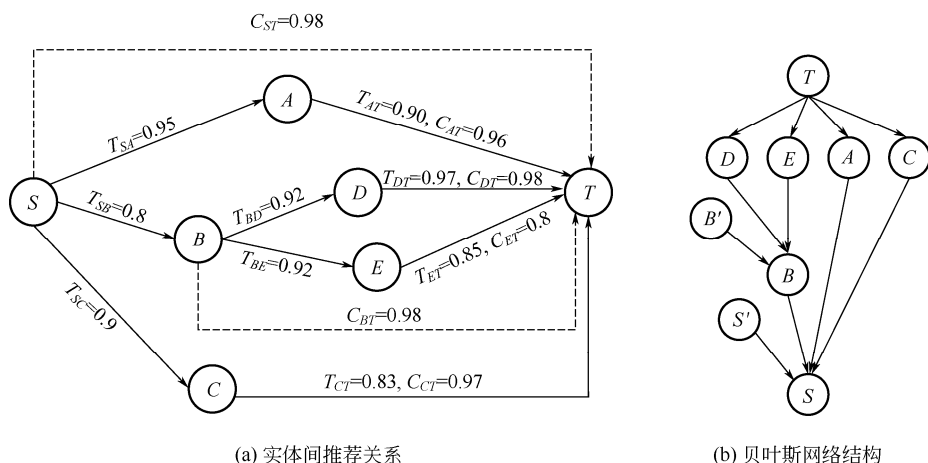 C_ST=0.98
A
T_SA=0.95
T_AT=0.90, C_AT=0.96
S
T_SB=0.8
B
T_BD=0.92
D
T_DT=0.97, C_DT=0.98
T
T_BE=0.92
E
T_ET=0.85, C_ET=0.8
C_BT=0.98
T_SC=0.9
C
T_CT=0.83, C_CT=0.97
(a) 实体间推荐关系
T
D
E
A
C
B′
B
S′
S
(b) 贝叶斯网络结构